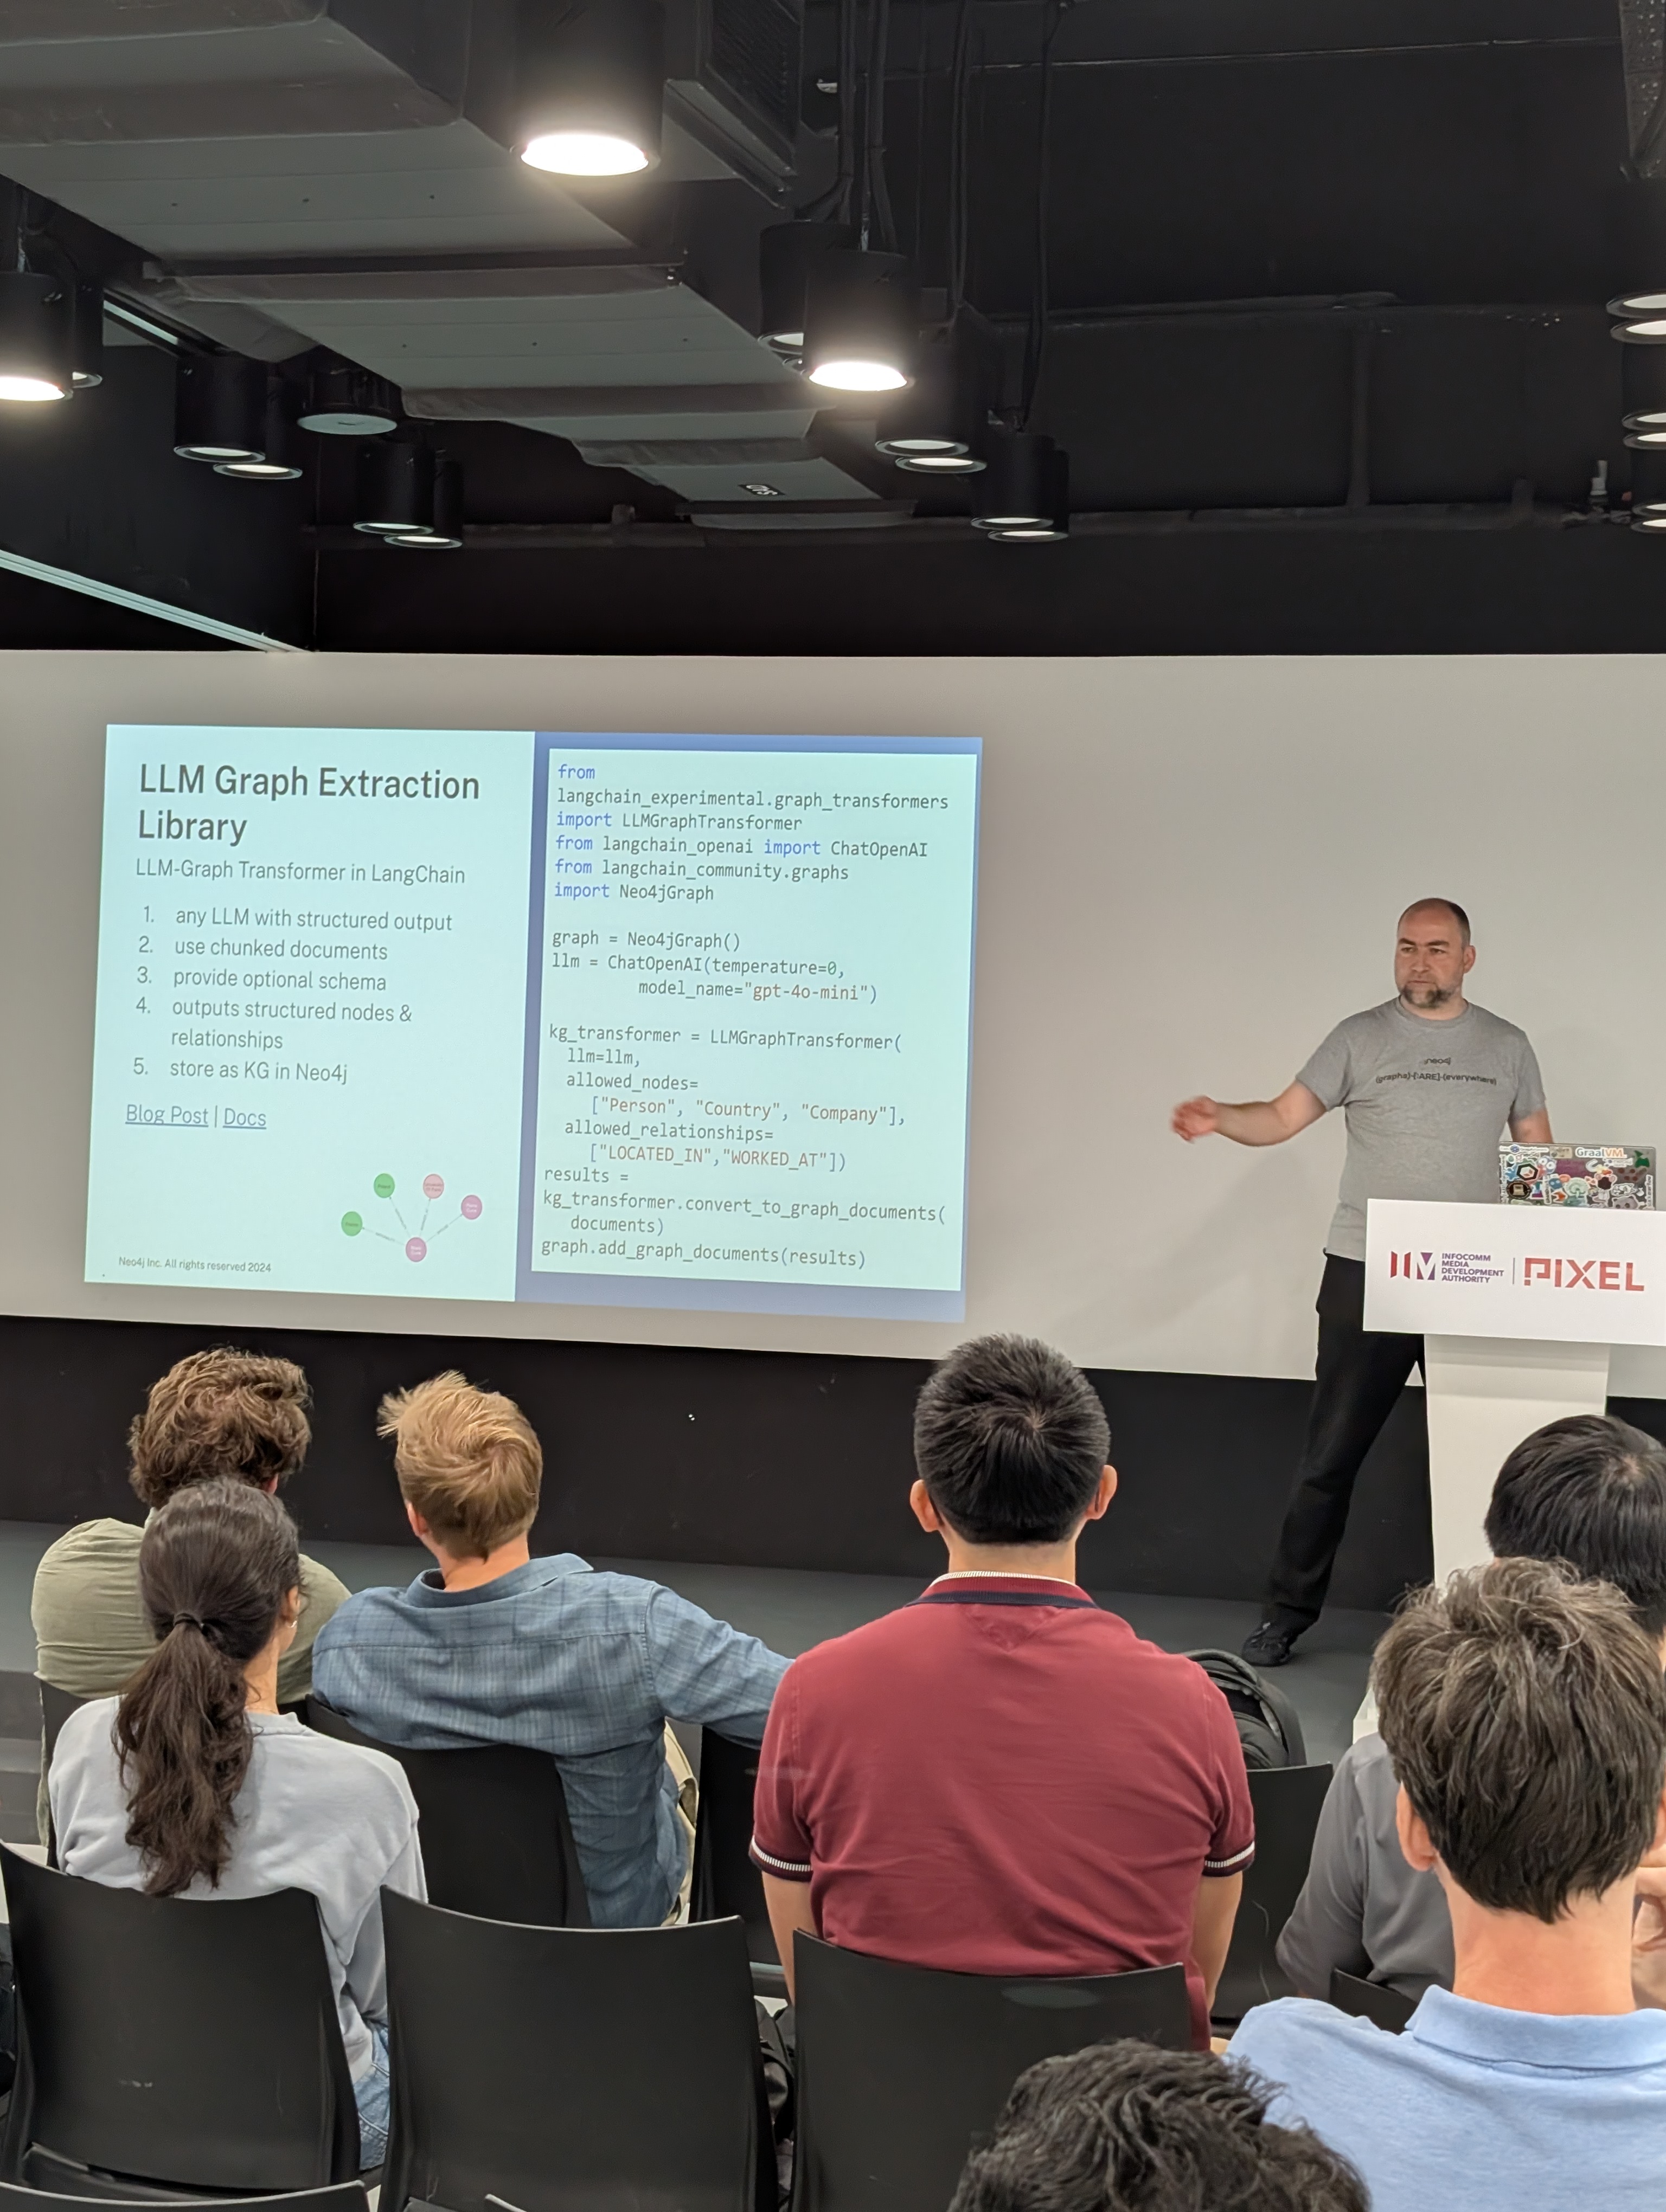 LLM Graph Extraction
Library
LLM-Graph Transformer in LangChain
1. any LLM with structured output
2. use chunked documents
3. provide optional schema
4. outputs structured nodes &
relationships
5. store as KG in Neo4j
Blog Post | Docs
Neo4j Inc. All rights reserved 2024
from
langchain_experimental.graph_transformers
import LLMGraphTransformer
from langchain_openai import ChatOpenAI
from langchain_community.graphs
import Neo4jGraph
graph = Neo4jGraph()
llm = ChatOpenAI(temperature=0,
model_name="gpt-4o-mini")
kg_transformer = LLMGraphTransformer(
llm=llm,
allowed_nodes=
["Person", "Country", "Company"],
allowed_relationships=
["LOCATED_IN","WORKED_AT"])
results =
kg_transformer.convert_to_graph_documents(
documents)
graph.add_graph_documents(results)
:neo4j
(graphs)-[:ARE]-(everywhere)
GraalVM
INFOCOMM
MEDIA
DEVELOPMENT
AUTHORITY
PIXEL